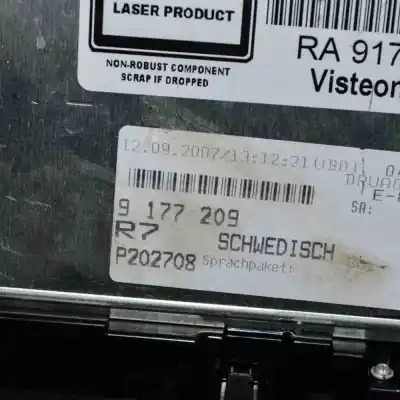 LASER PRODUCT
NON-ROBUST COMPONENT
SCRAP IF DROPPED
RA 917
Visteon
12.09.2007/13:12:21
E-
SA:
9 177 209
R7
SCHWEDISCH
P202708 Sprachpaket: